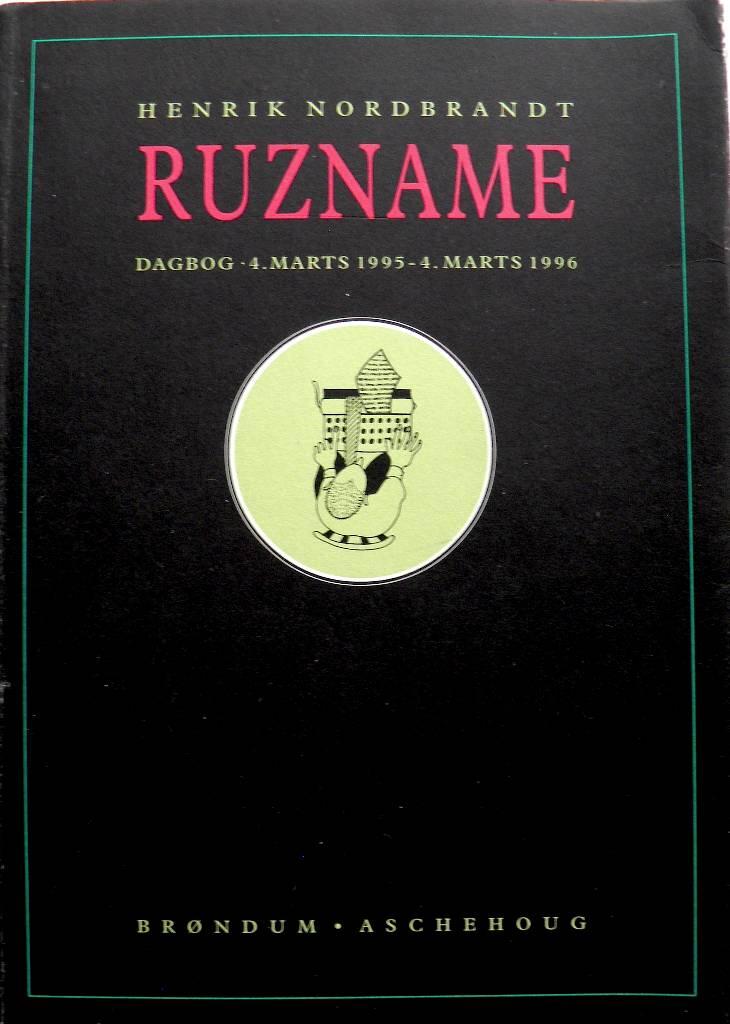 HENRIK NORDBRANDT
RUZNAME
DAGBOG · 4. MARTS 1995 - 4. MARTS 1996
BRØNDUM • ASCHEHOUG